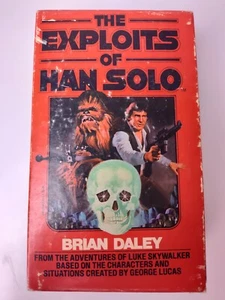 THE
EXPLOITS
OF
HAN SOLO
BRIAN DALEY
FROM THE ADVENTURES OF LUKE SKYWALKER
BASED ON THE CHARACTERS AND
SITUATIONS CREATED BY GEORGE LUCAS